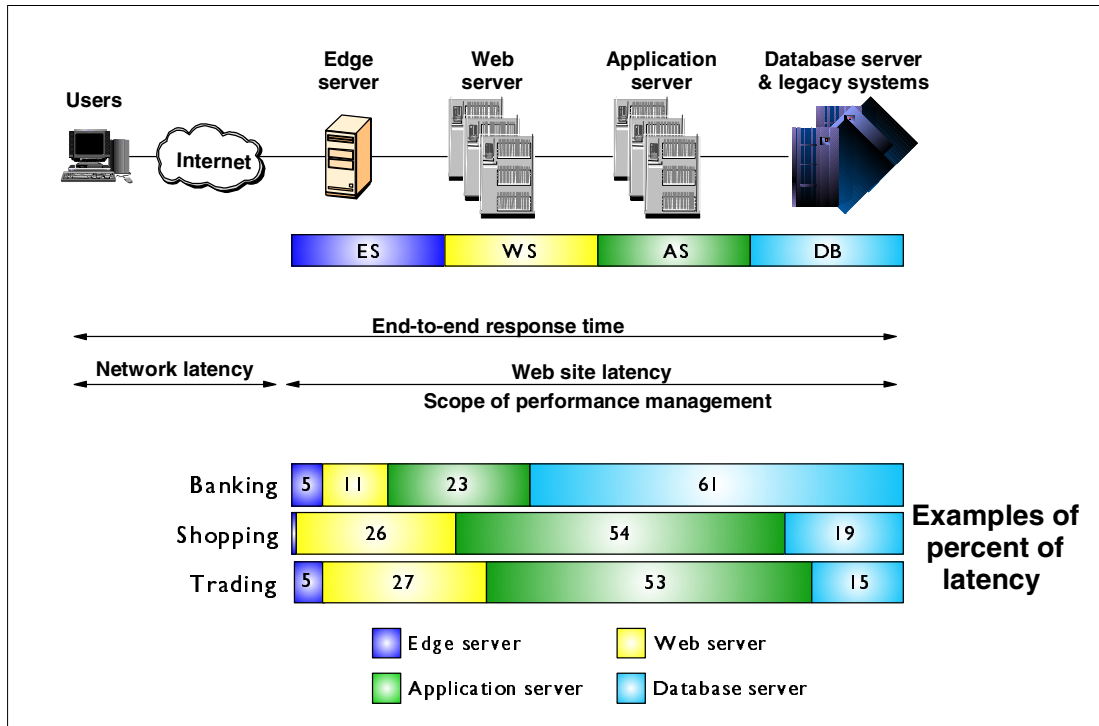 Edge
server
Web
server
Application
server
Database server
& legacy systems
Users
Internet
ES WS AS DB
End-to-end response time
Network latency
Web site latency
Scope of performance management
Banking 5 11 23 61
Shopping 26 54 19
Trading 5 27 53 15
Examples of
percent of
latency
Edge server
Web server
Application server
Database server